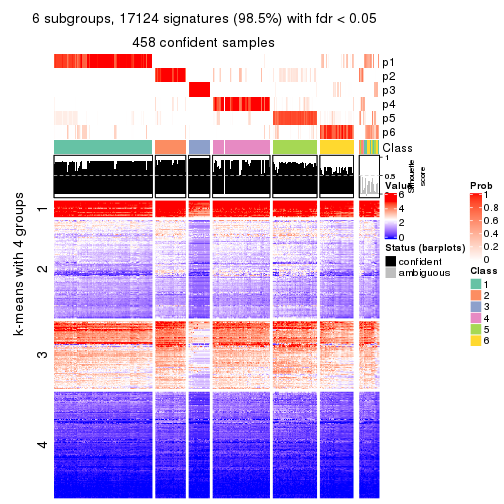 6 subgroups, 17124 signatures (98.5%) with fdr < 0.05
458 confident samples
p1
p2
p3
p4
p5
p6
Class
1
0.5
0
Silhouette
score
k-means with 4 groups
1
2
3
4
Value
6
4
2
0
Status (barplots)
confident
ambiguous
Prob
1
0.8
0.6
0.4
0.2
0
Class
1
2
3
4
5
6